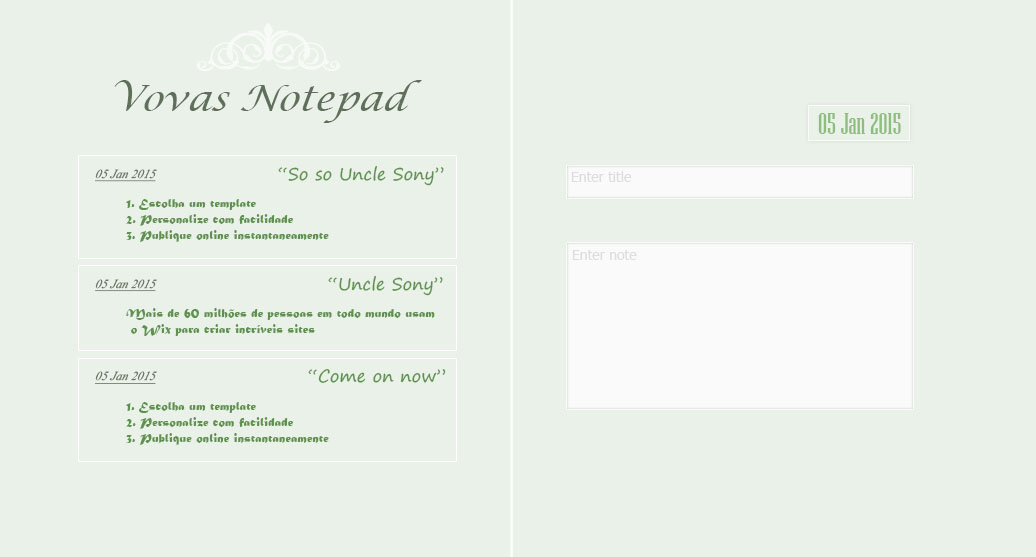 Vovas Notepad
05 Jan 2015
“So so Uncle Sony”
1. Estolha um template
2. Personalize com facilidade
3. Publique online instantaneamente
05 Jan 2015
“Uncle Sony”
Mais de 60 milhões de pessoas em todo mundo usam
o Wix para criar incríveis sites
05 Jan 2015
“Come on now”
1. Estolha um template
2. Personalize com facilidade
3. Publique online instantaneamente
05 Jan 2015
Enter title
Enter note